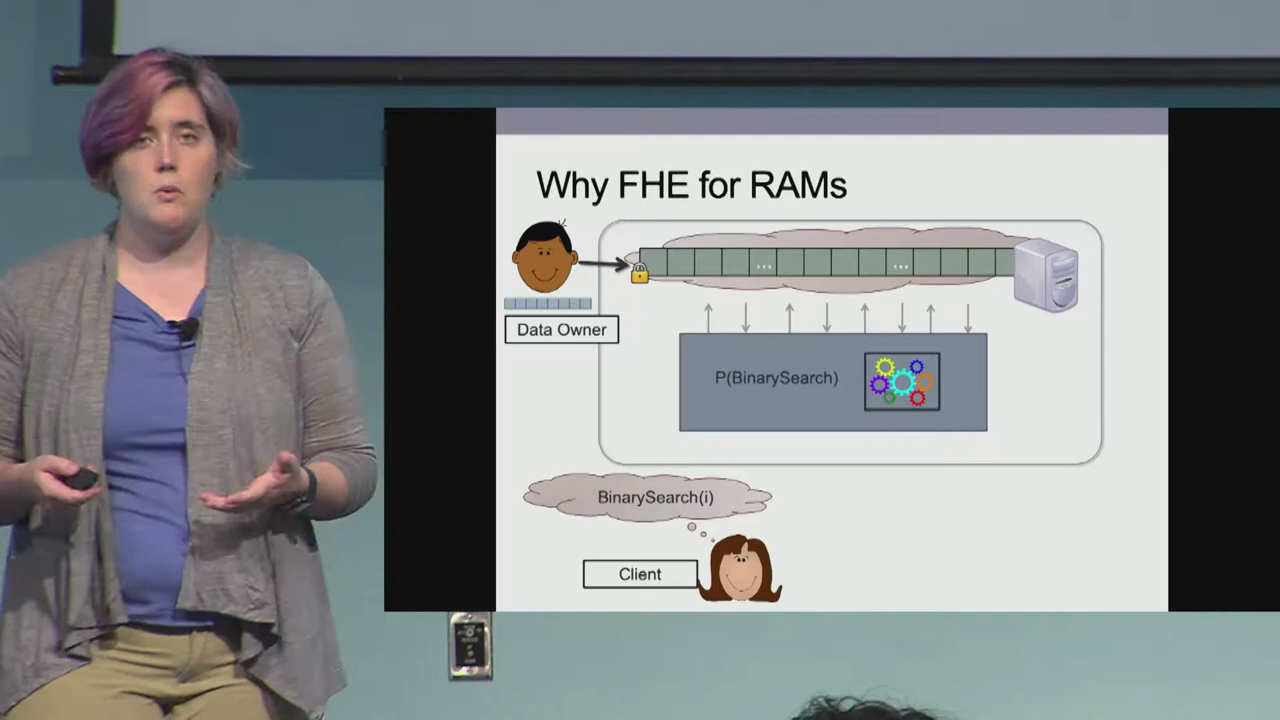 Why FHE for RAMs
...
...
Data Owner
P(BinarySearch)
BinarySearch(i)
Client